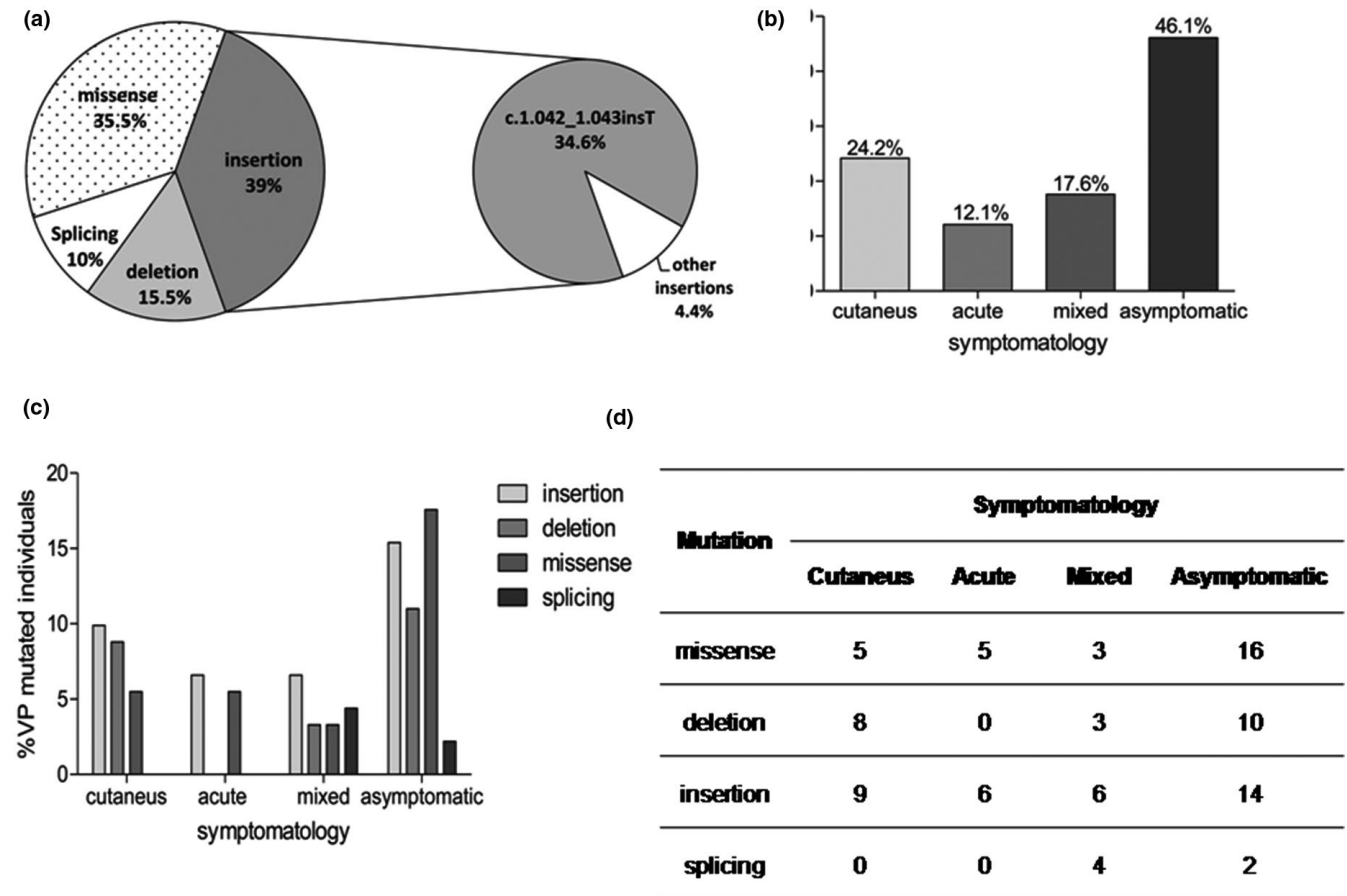 (a)
missense
35.5%
insertion
39%
Splicing
10%
deletion
15.5%
c.1.042_1.043insT
34.6%
other
insertions
4.4%
(b)
24.2%
12.1%
17.6%
46.1%
cutaneus acute mixed asymptomatic
symptomatology
(c)
%VP mutated individuals
20
15
10
5
0
cutaneus acute mixed asymptomatic
symptomatology
insertion
deletion
missense
splicing
(d)
Symptomatology
Mutation
Cutaneus Acute Mixed Asymptomatic
missense 5 5 3 16
deletion 8 0 3 10
insertion 9 6 6 14
splicing 0 0 4 2